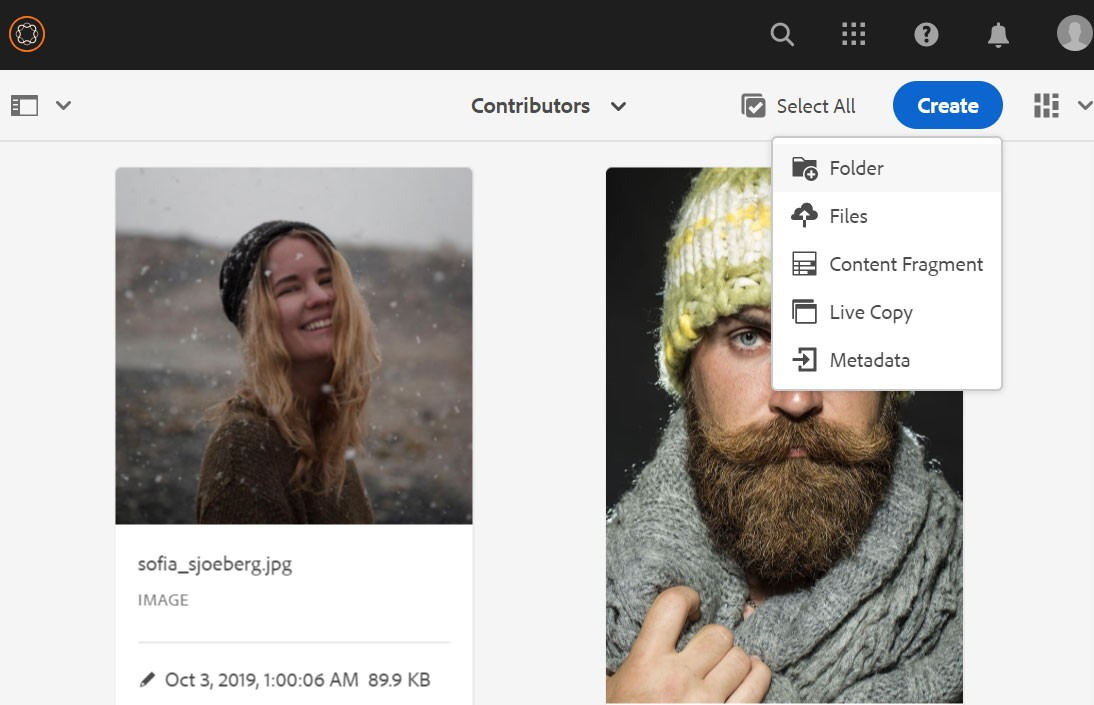 Contributors
Select All
Create
Folder
Files
Content Fragment
Live Copy
Metadata
sofia_sjoeberg.jpg
IMAGE
Oct 3, 2019, 1:00:06 AM 89.9 KB